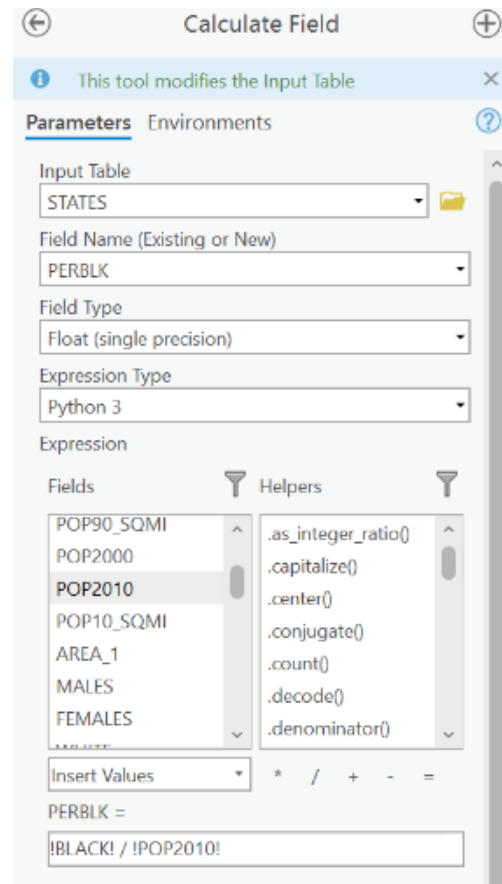 Calculate Field
This tool modifies the Input Table
Parameters Environments
Input Table
STATES
Field Name (Existing or New)
PERBLK
Field Type
Float (single precision)
Expression Type
Python 3
Expression
Fields
POP90_SQMI
POP2000
POP2010
POP10_SQMI
AREA_1
MALES
FEMALES
Helpers
.as_integer_ratio()
.capitalize()
.center()
.conjugate()
.count()
.decode()
.denominator()
Insert Values * / + - =
PERBLK =
!BLACK! / !POP2010!